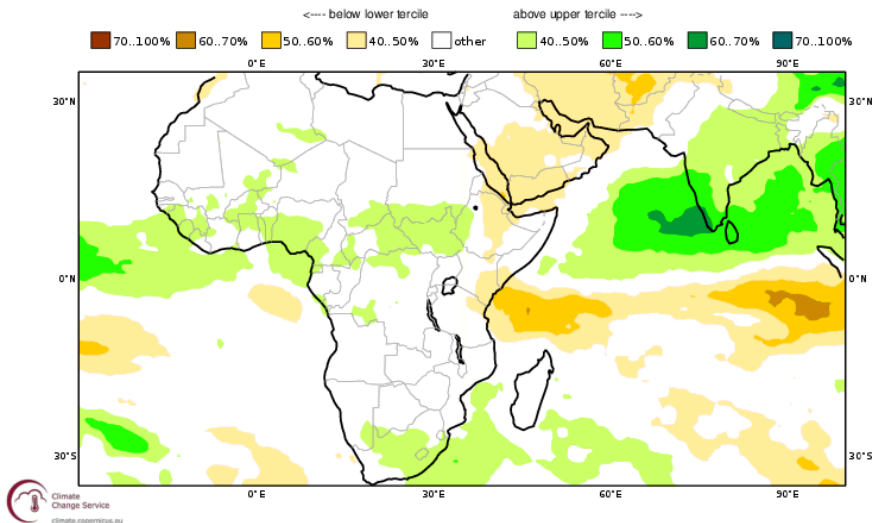 <---- below lower tercile above upper tercile ---->
70..100% 60..70% 50..60% 40..50% other 40..50% 50..60% 60..70% 70..100%
0°E 30°E 60°E 90°E
30°N 30°N
0°N 0°N
30°S 30°S
0°E 30°E 60°E 90°E
Climate
Change Service
climate.copernicus.eu